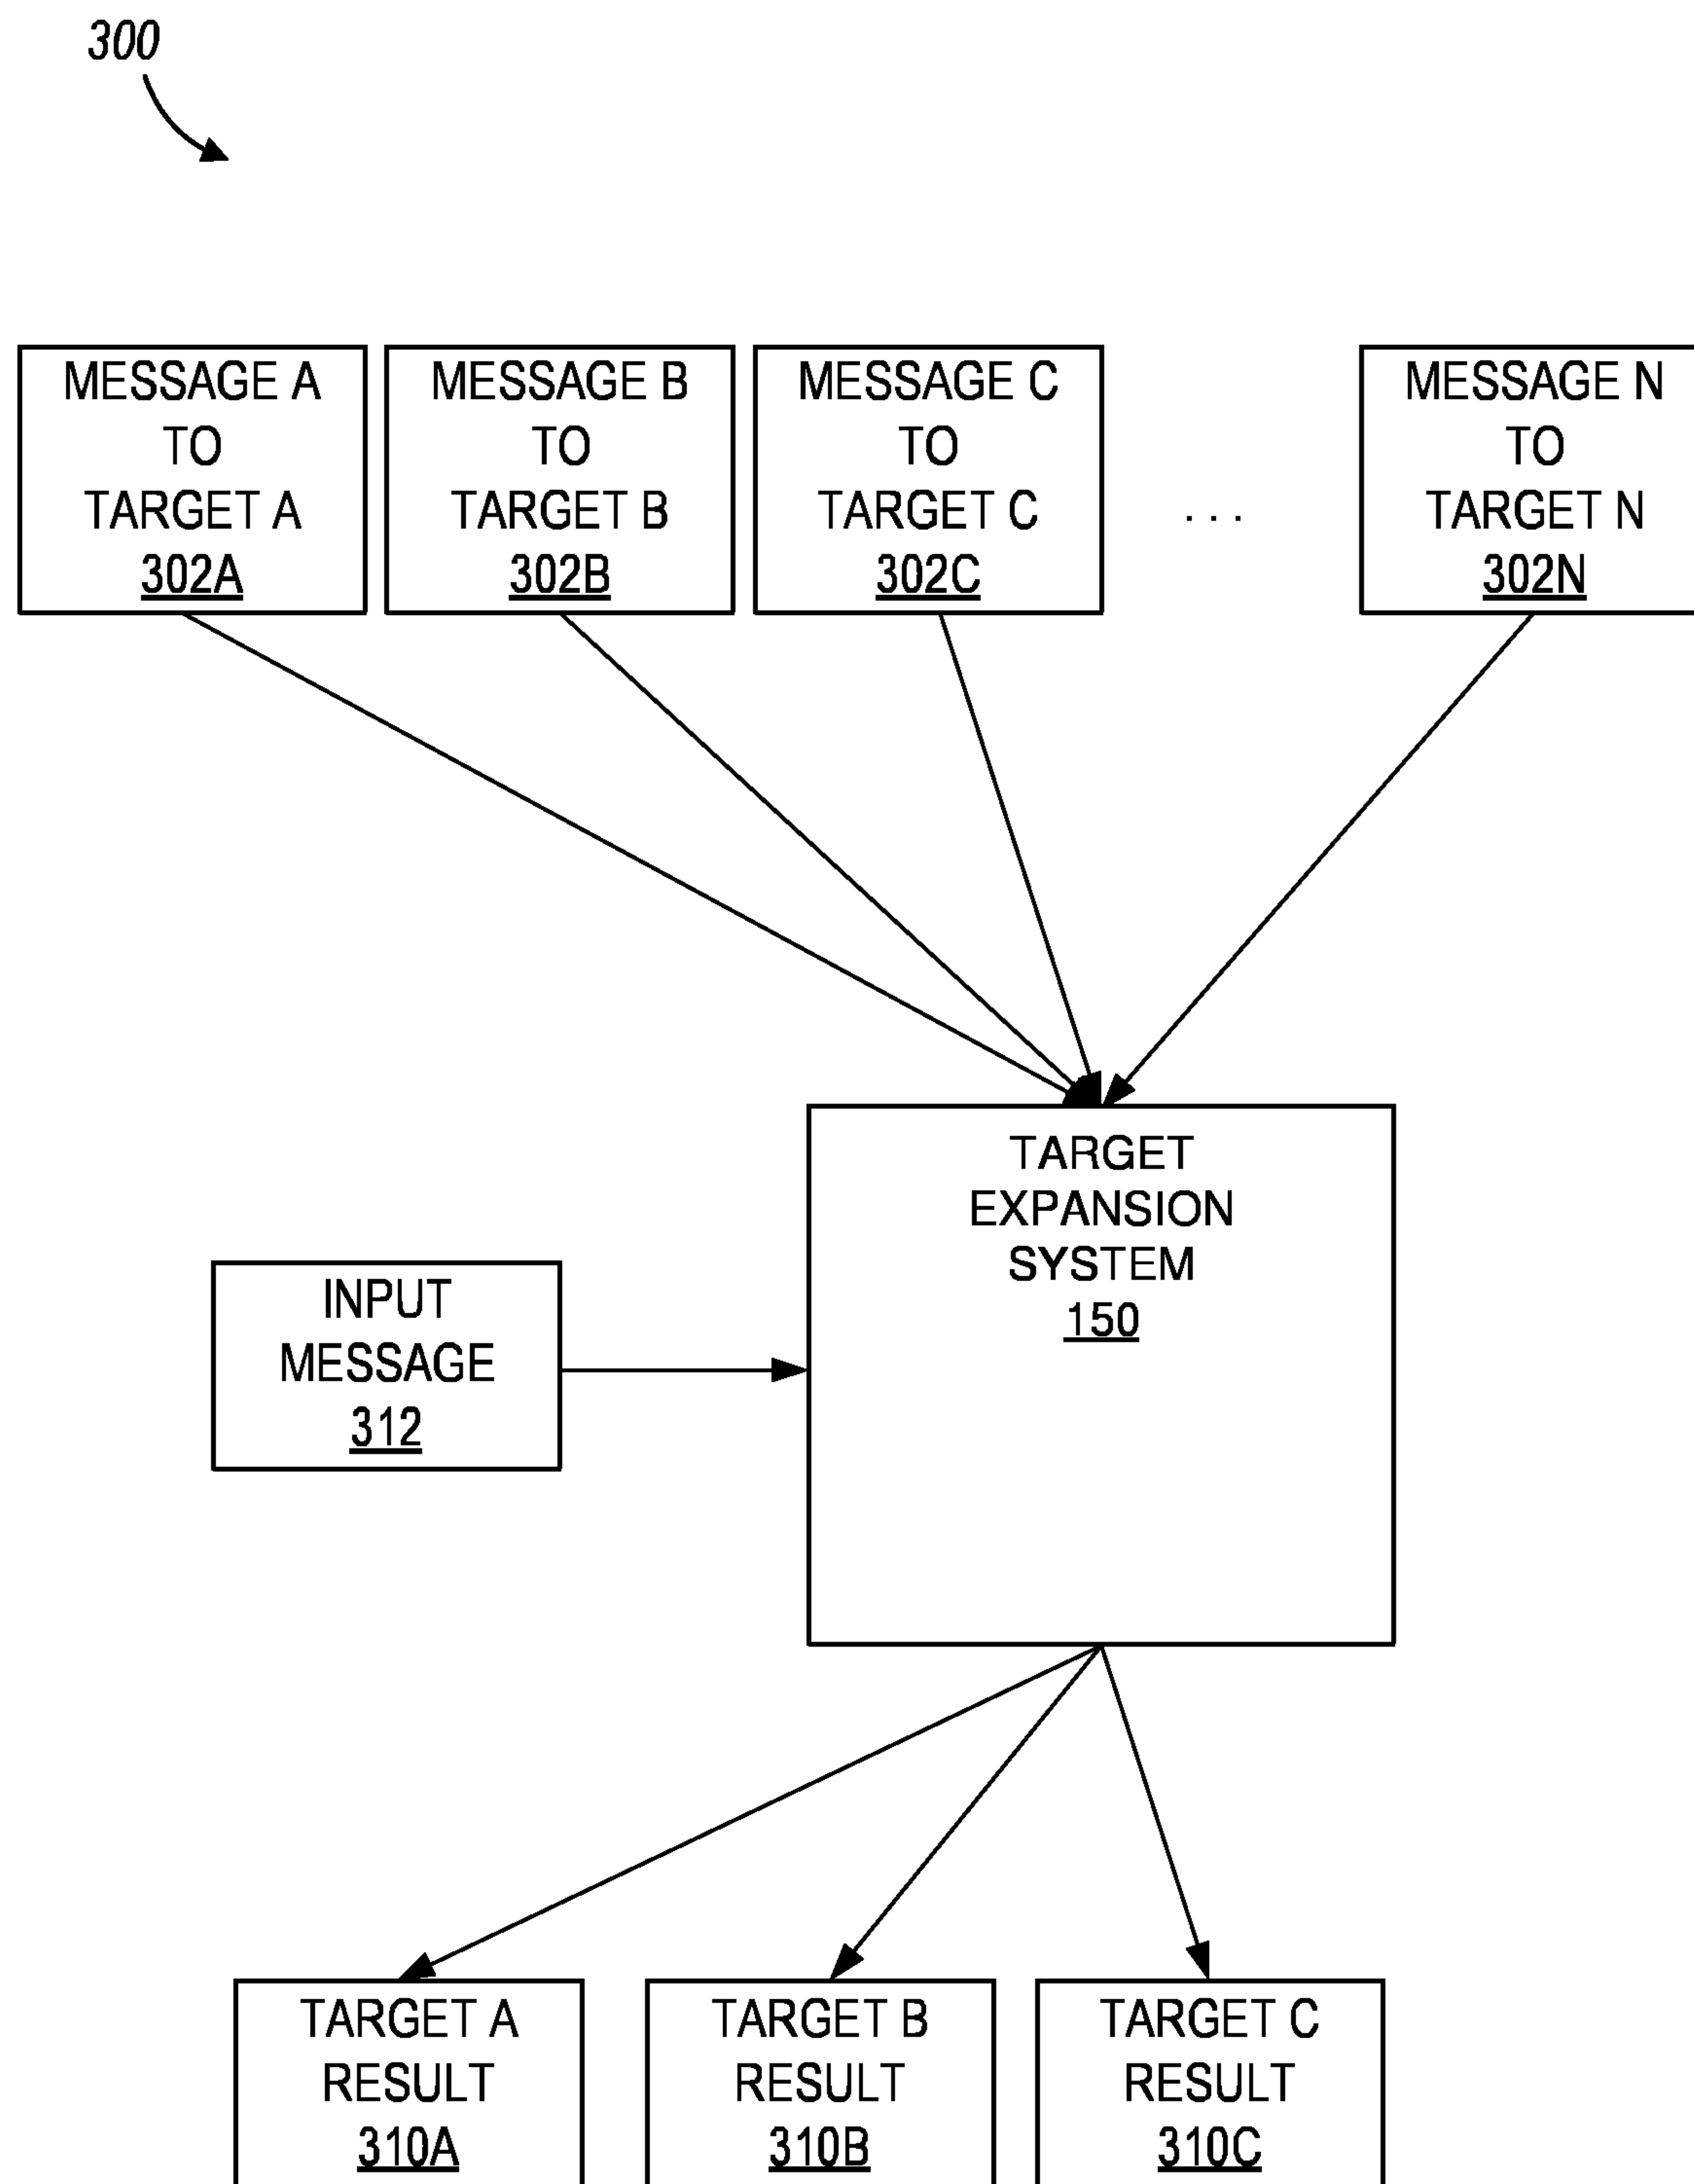 300
MESSAGE A
TO
TARGET A
302A
MESSAGE B
TO
TARGET B
302B
MESSAGE C
TO
TARGET C
302C
. . .
MESSAGE N
TO
TARGET N
302N
TARGET
EXPANSION
SYSTEM
150
INPUT
MESSAGE
312
TARGET A
RESULT
310A
TARGET B
RESULT
310B
TARGET C
RESULT
310C